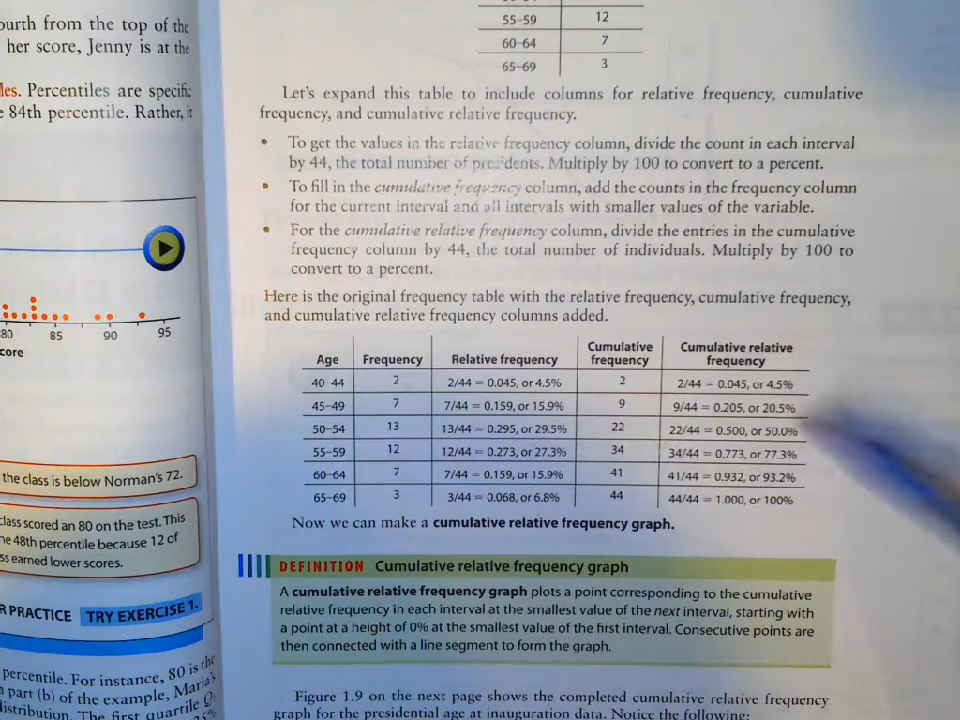 ourth from the top of the
her score, Jenny is at the
les. Percentiles are specific
e 84th percentile. Rather, it
80 85 90 95
core
the class is below Norman's 72.
class scored an 80 on the test. This
he 48th percentile because 12 of
ss earned lower scores.
R PRACTICE TRY EXERCISE 1.
percentile. For instance, 80 is the
part (b) of the example, Maria's
distribution. The first quartile Q
55–59 12
60–64 7
65–69 3
Let's expand this table to include columns for relative frequency, cumulative
frequency, and cumulative relative frequency.
• To get the values in the relative frequency column, divide the count in each interval
by 44, the total number of presidents. Multiply by 100 to convert to a percent.
• To fill in the cumulative frequency column, add the counts in the frequency column
for the current interval and all intervals with smaller values of the variable.
• For the cumulative relative frequency column, divide the entries in the cumulative
frequency column by 44, the total number of individuals. Multiply by 100 to
convert to a percent.
Here is the original frequency table with the relative frequency, cumulative frequency,
and cumulative relative frequency columns added.
Age Frequency Relative frequency Cumulative frequency Cumulative relative frequency
40–44 2 2/44 = 0.045, or 4.5% 2 2/44 = 0.045, or 4.5%
45–49 7 7/44 = 0.159, or 15.9% 9 9/44 = 0.205, or 20.5%
50–54 13 13/44 = 0.295, or 29.5% 22 22/44 = 0.500, or 50.0%
55–59 12 12/44 = 0.273, or 27.3% 34 34/44 = 0.773, or 77.3%
60–64 7 7/44 = 0.159, or 15.9% 41 41/44 = 0.932, or 93.2%
65–69 3 3/44 = 0.068, or 6.8% 44 44/44 = 1.000, or 100%
Now we can make a cumulative relative frequency graph.
DEFINITION Cumulative relative frequency graph
A cumulative relative frequency graph plots a point corresponding to the cumulative
relative frequency in each interval at the smallest value of the next interval, starting with
a point at a height of 0% at the smallest value of the first interval. Consecutive points are
then connected with a line segment to form the graph.
Figure 1.9 on the next page shows the completed cumulative relative frequency
graph for the presidential age at inauguration data. Notice the following: